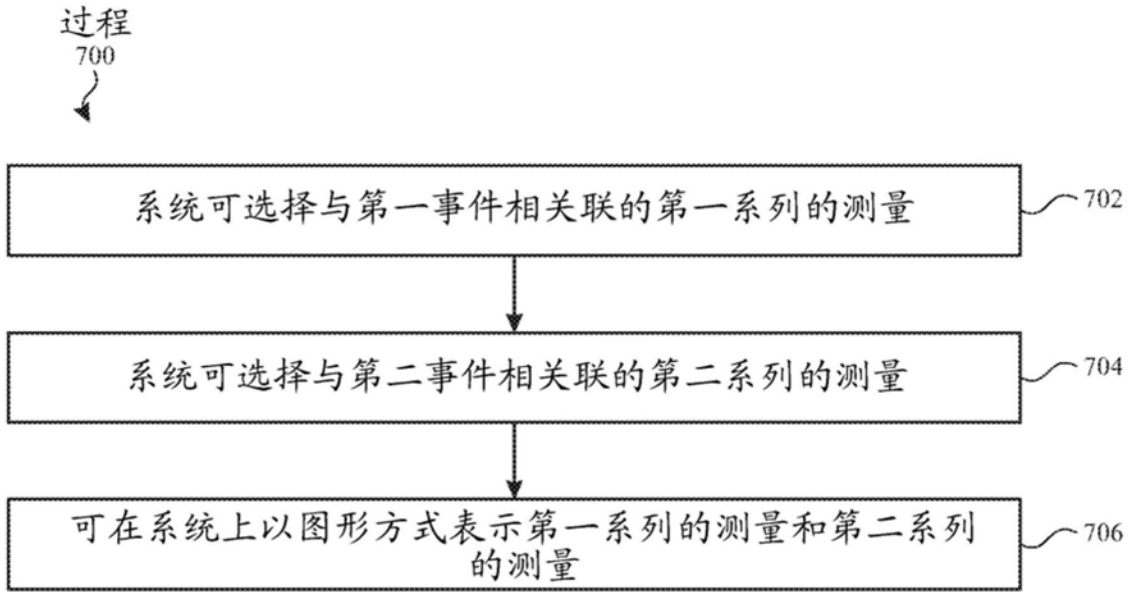 过程
700
系统可选择与第一事件相关联的第一系列的测量
702
系统可选择与第二事件相关联的第二系列的测量
704
可在系统上以图形方式表示第一系列的测量和第二系列
的测量
706